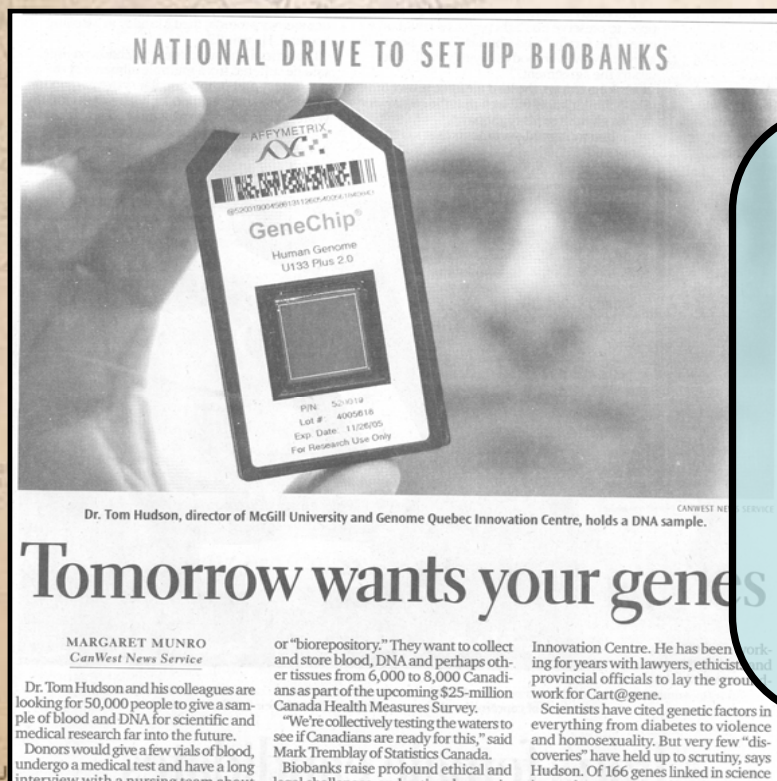 NATIONAL DRIVE TO SET UP BIOBANKS
AFFYMETRIX
GeneChip®
Human Genome
U133 Plus 2.0
P/N: 520019
Lot #: 4005618
Exp. Date: 11/26/05
For Research Use Only
CANWEST NEWS SERVICE
Dr. Tom Hudson, director of McGill University and Genome Quebec Innovation Centre, holds a DNA sample.
Tomorrow wants your genes
MARGARET MUNRO
CanWest News Service
Dr. Tom Hudson and his colleagues are
looking for 50,000 people to give a sam-
ple of blood and DNA for scientific and
medical research far into the future.
Donors would give a few vials of blood,
undergo a medical test and have a long
interview with a nursing team about
or “biorepository.” They want to collect
and store blood, DNA and perhaps oth-
er tissues from 6,000 to 8,000 Canadi-
ans as part of the upcoming $25-million
Canada Health Measures Survey.
“We're collectively testing the waters to
see if Canadians are ready for this,” said
Mark Tremblay of Statistics Canada.
Biobanks raise profound ethical and
Innovation Centre. He has been work-
ing for years with lawyers, ethicists and
provincial officials to lay the ground-
work for Cart@gene.
Scientists have cited genetic factors in
everything from diabetes to violence
and homosexuality. But very few “dis-
coveries” have held up to scrutiny, says
Hudson. Of 166 genes linked in science